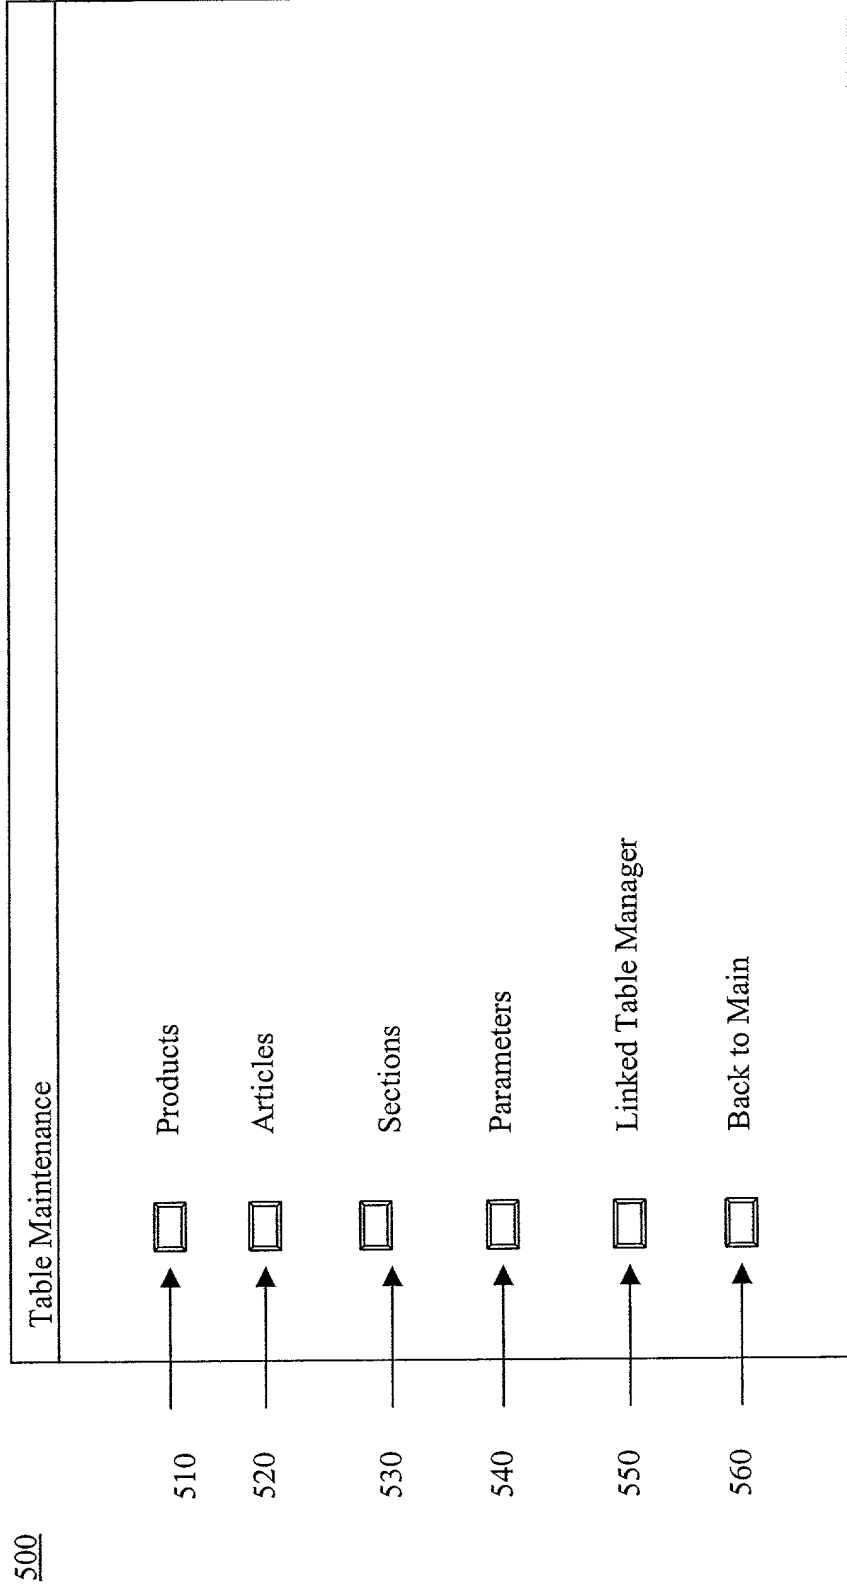 500
Table Maintenance
510 Products
520 Articles
530 Sections
540 Parameters
550 Linked Table Manager
560 Back to Main